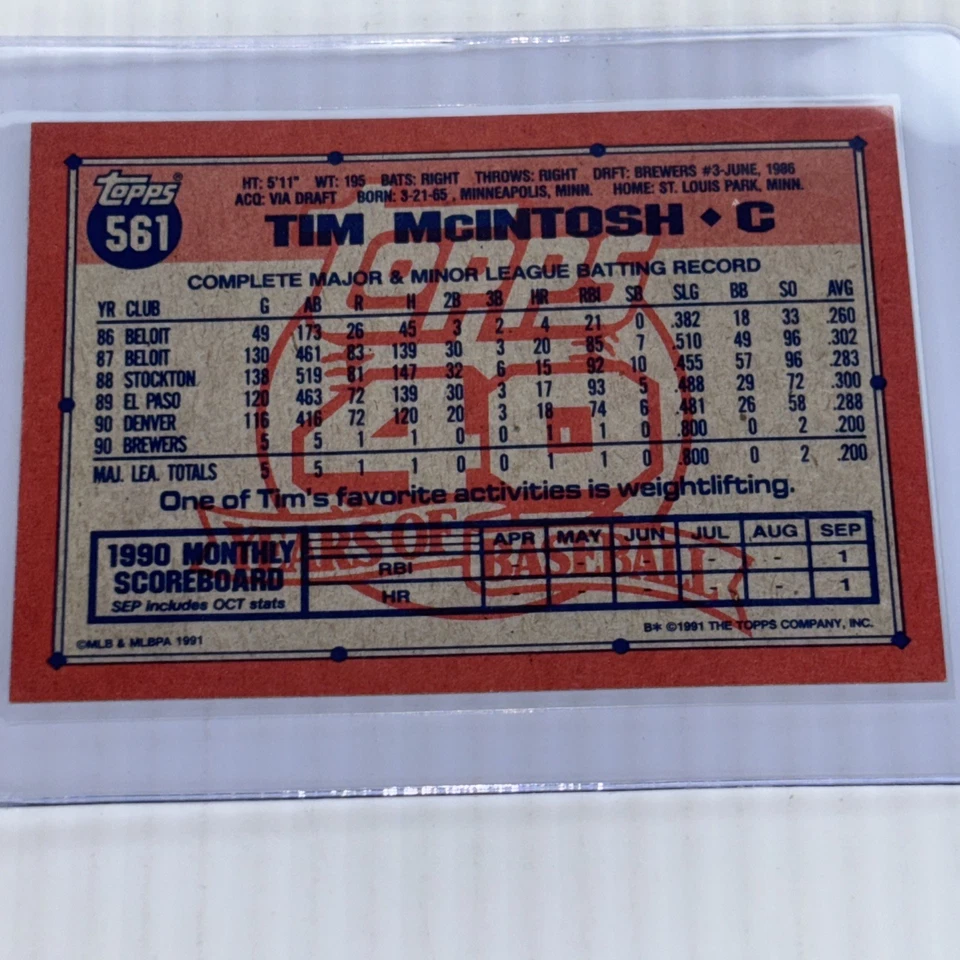 Topps®
561
HT: 5'11" WT: 195 BATS: RIGHT THROWS: RIGHT DRFT: BREWERS #3-JUNE, 1986
ACQ: VIA DRAFT BORN: 3-21-65, MINNEAPOLIS, MINN. HOME: ST. LOUIS PARK, MINN.
TIM McINTOSH ♦ C
COMPLETE MAJOR & MINOR LEAGUE BATTING RECORD
YR CLUB G AB R H 2B 3B HR RBI SB SLG BB SO AVG
86 BELOIT 49 173 26 45 3 2 4 21 0 .382 18 33 .260
87 BELOIT 130 461 83 139 30 3 20 85 7 .510 49 96 .302
88 STOCKTON 138 519 81 147 32 6 15 92 10 .455 57 96 .283
89 EL PASO 120 463 72 139 30 3 17 93 5 .488 29 72 .300
90 DENVER 116 416 72 120 20 3 18 74 6 .481 26 58 .288
90 BREWERS 5 5 1 1 0 0 1 1 0 .800 0 2 .200
MAJ. LEA. TOTALS 5 5 1 1 0 0 1 1 0 .800 0 2 .200
One of Tim's favorite activities is weightlifting.
Topps
40
YEARS OF BASEBALL
1990 MONTHLY
SCOREBOARD
SEP includes OCT stats
APR MAY JUN JUL AUG SEP
RBI - - - - - 1
HR - - - - - 1
©MLB & MLBPA 1991
B* ©1991 THE TOPPS COMPANY, INC.